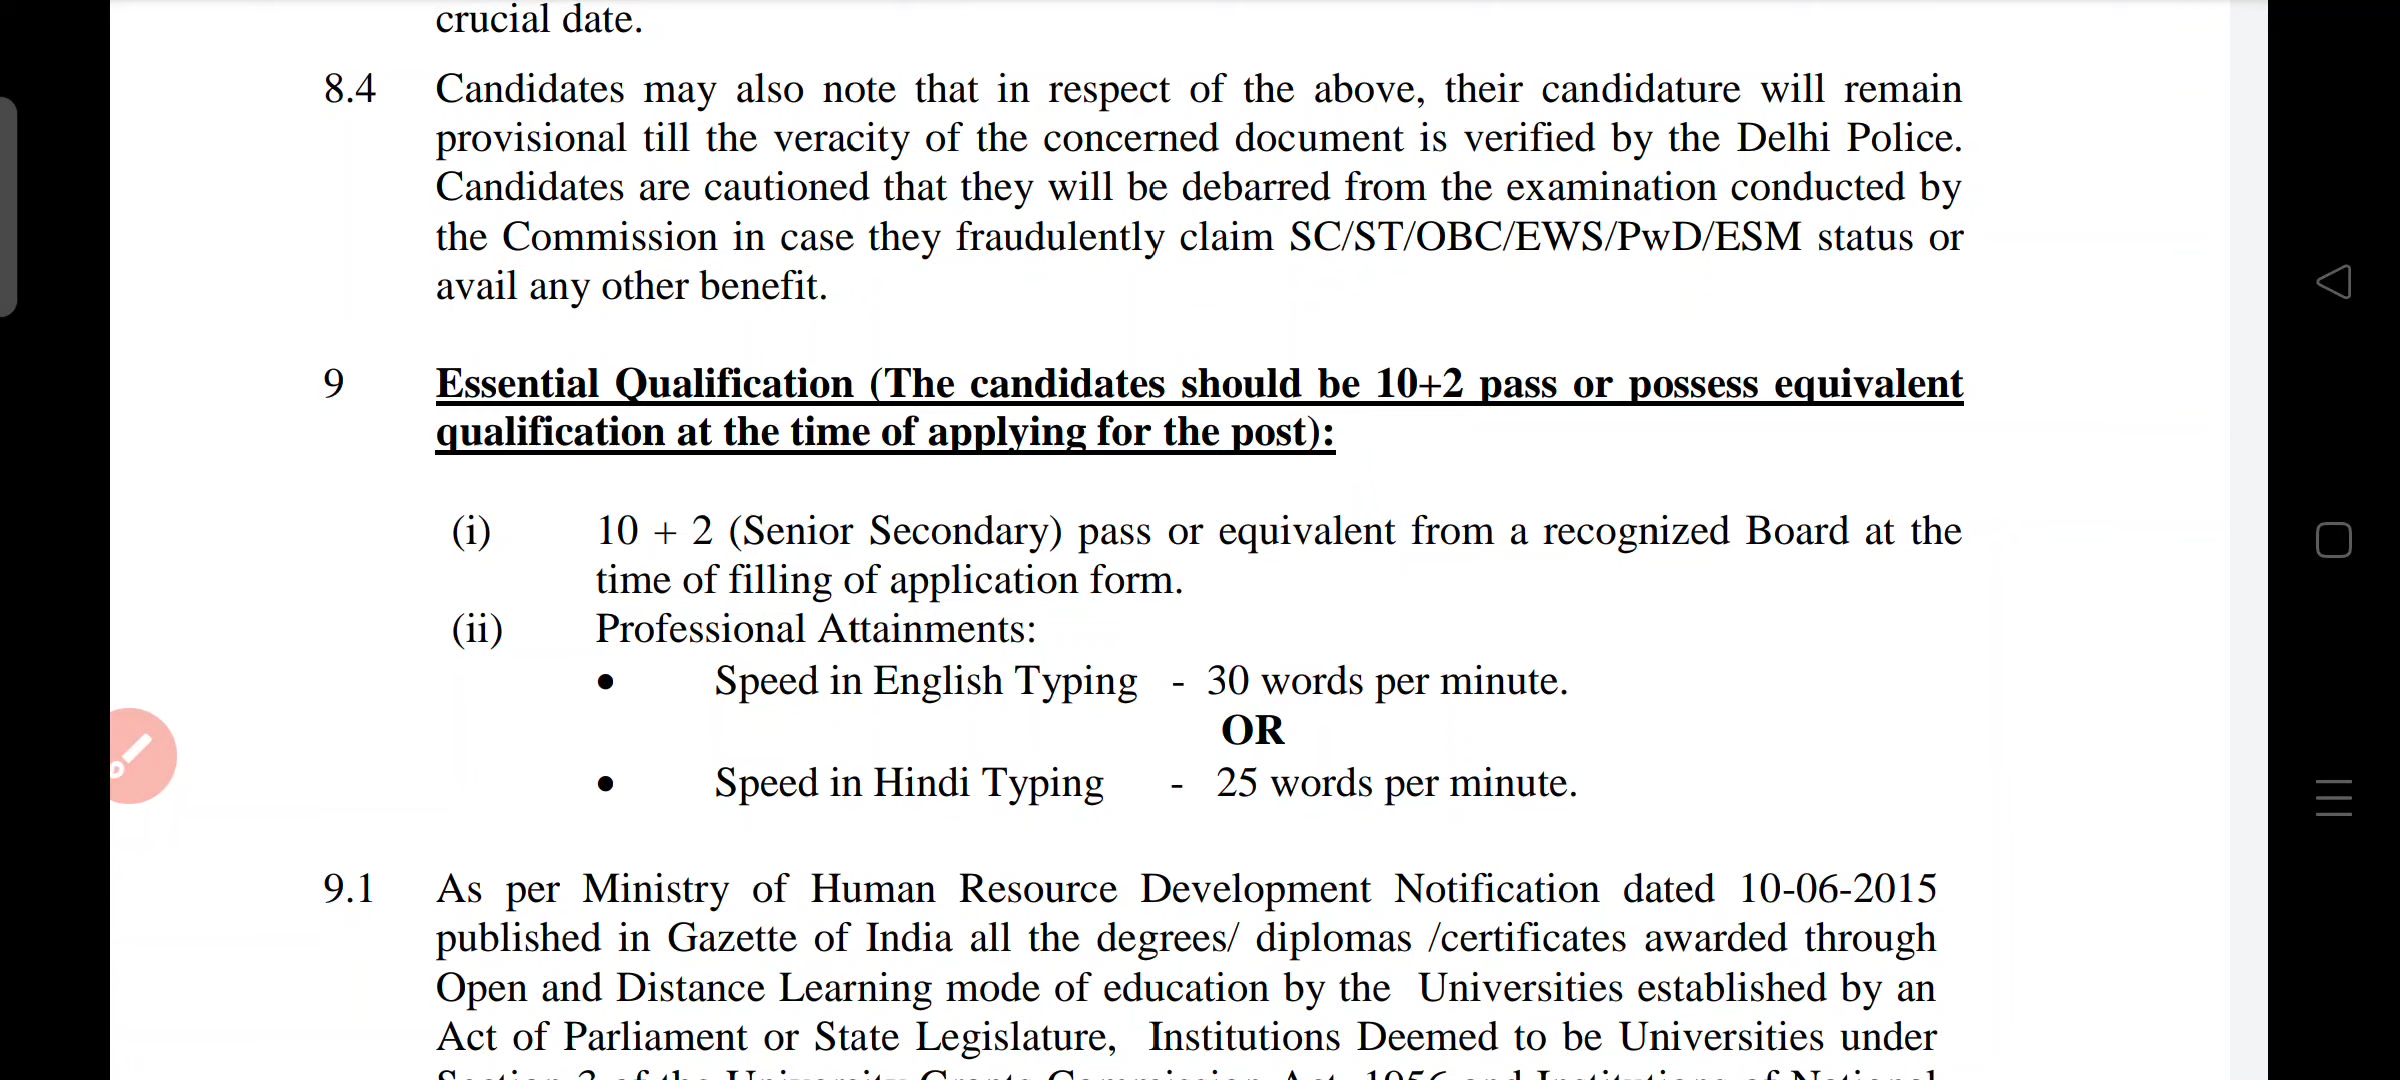 crucial date.
8.4 Candidates may also note that in respect of the above, their candidature will remain
provisional till the veracity of the concerned document is verified by the Delhi Police.
Candidates are cautioned that they will be debarred from the examination conducted by
the Commission in case they fraudulently claim SC/ST/OBC/EWS/PwD/ESM status or
avail any other benefit.
9 Essential Qualification (The candidates should be 10+2 pass or possess equivalent
qualification at the time of applying for the post):
(i) 10 + 2 (Senior Secondary) pass or equivalent from a recognized Board at the
time of filling of application form.
(ii) Professional Attainments:
• Speed in English Typing - 30 words per minute.
OR
• Speed in Hindi Typing - 25 words per minute.
9.1 As per Ministry of Human Resource Development Notification dated 10-06-2015
published in Gazette of India all the degrees/ diplomas /certificates awarded through
Open and Distance Learning mode of education by the Universities established by an
Act of Parliament or State Legislature, Institutions Deemed to be Universities under